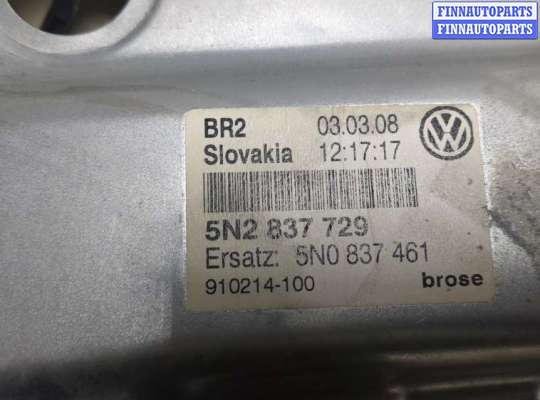 FINNAUTOPARTS
FINNAUTOPARTS
BR2 03.03.08
Slovakia 12:17:17
5N2 837 729
Ersatz: 5N0 837 461
910214-100 brose